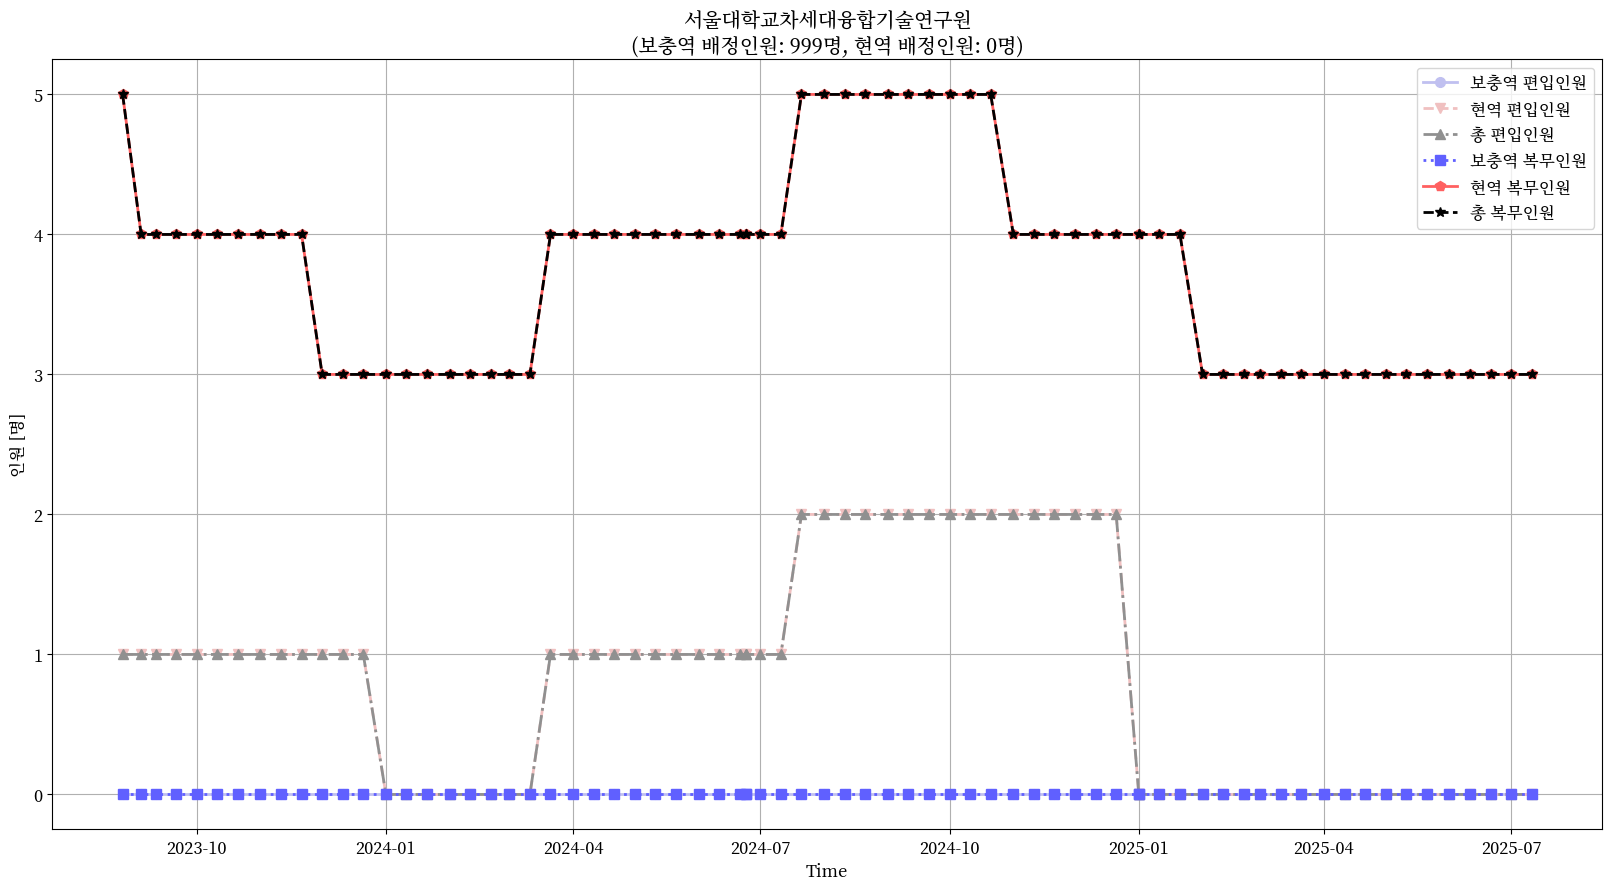 서울대학교차세대융합기술연구원
(보충역 배정인원: 999명, 현역 배정인원: 0명)
보충역 편입인원
현역 편입인원
총 편입인원
보충역 복무인원
현역 복무인원
총 복무인원
인원 [명]
5
4
3
2
1
0
2023-10
2024-01
2024-04
2024-07
2024-10
2025-01
2025-04
2025-07
Time